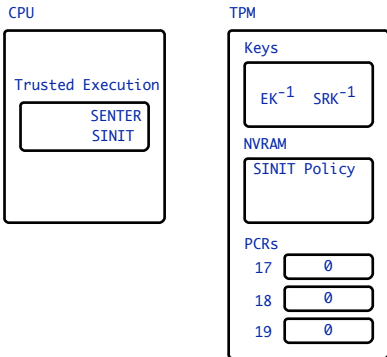 CPU
Trusted Execution
SENTER
SINIT
TPM
Keys
EK-1 SRK-1
NVRAM
SINIT Policy
PCRs
17 0
18 0
19 0